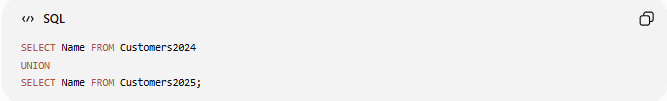 SQL
SELECT Name FROM Customers2024
UNION
SELECT Name FROM Customers2025;